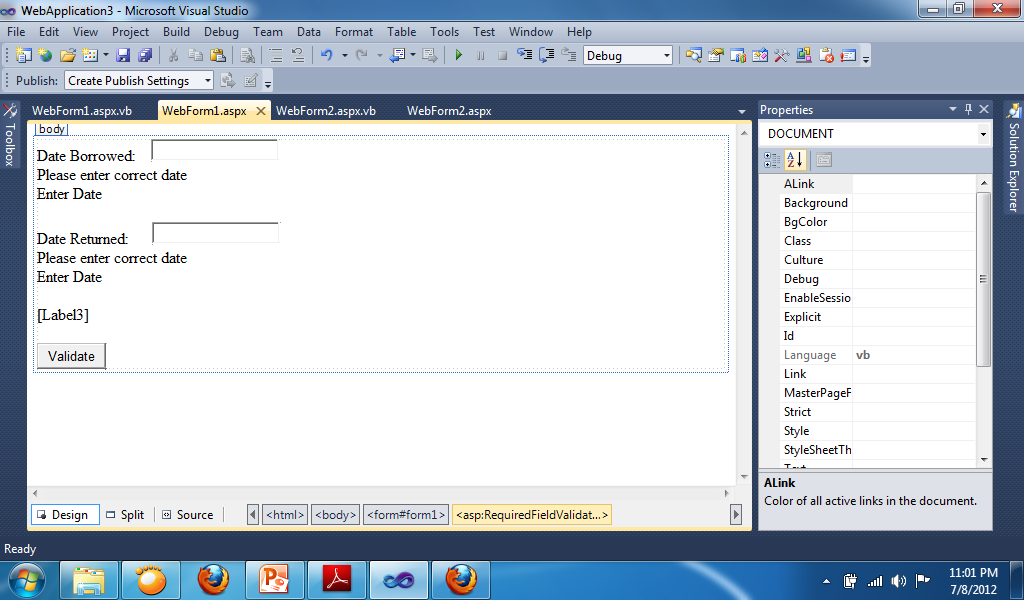 WebApplication3 - Microsoft Visual Studio
File Edit View Project Build Debug Team Data Format Table Tools Test Window Help
Debug
Publish: Create Publish Settings
WebForm1.aspx.vb WebForm1.aspx WebForm2.aspx.vb WebForm2.aspx
Toolbox
body
Date Borrowed:
Please enter correct date
Enter Date
Date Returned:
Please enter correct date
Enter Date
[Label3]
Validate
Design Split Source <html> <body> <form#form1> <asp:RequiredFieldValidat...>
Properties
DOCUMENT
ALink
Background
BgColor
Class
Culture
Debug
EnableSessio
Explicit
Id
Language vb
Link
MasterPageF
Strict
Style
StyleSheetTh
ALink
Color of all active links in the document.
Solution Explorer
Ready
11:01 PM
7/8/2012